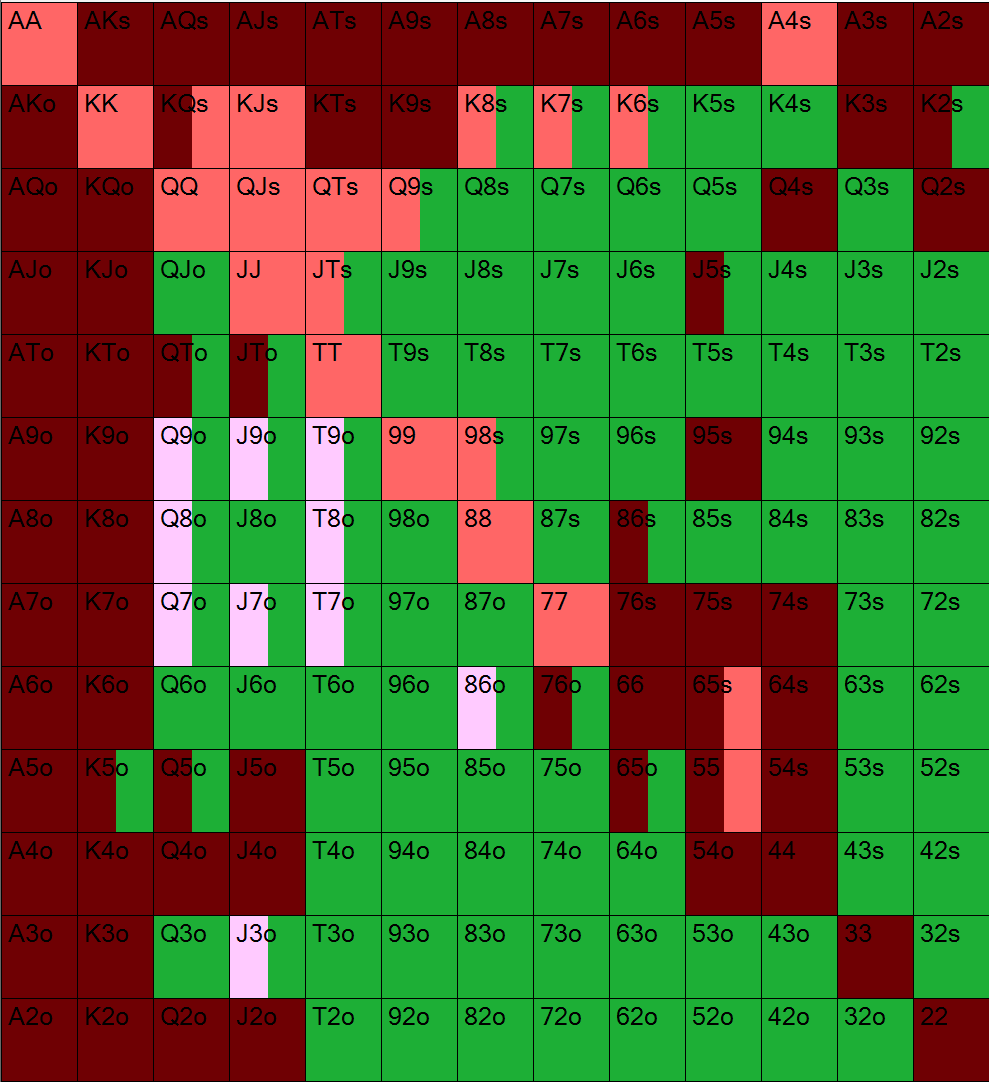 AA AKs AQs AJs ATs A9s A8s A7s A6s A5s A4s A3s A2s
AKo KK KQs KJs KTs K9s K8s K7s K6s K5s K4s K3s K2s
AQo KQo QQ QJs QTs Q9s Q8s Q7s Q6s Q5s Q4s Q3s Q2s
AJo KJo QJo JJ JTs J9s J8s J7s J6s J5s J4s J3s J2s
ATo KTo QTo JTo TT T9s T8s T7s T6s T5s T4s T3s T2s
A9o K9o Q9o J9o T9o 99 98s 97s 96s 95s 94s 93s 92s
A8o K8o Q8o J8o T8o 98o 88 87s 86s 85s 84s 83s 82s
A7o K7o Q7o J7o T7o 97o 87o 77 76s 75s 74s 73s 72s
A6o K6o Q6o J6o T6o 96o 86o 76o 66 65s 64s 63s 62s
A5o K5o Q5o J5o T5o 95o 85o 75o 65o 55 54s 53s 52s
A4o K4o Q4o J4o T4o 94o 84o 74o 64o 54o 44 43s 42s
A3o K3o Q3o J3o T3o 93o 83o 73o 63o 53o 43o 33 32s
A2o K2o Q2o J2o T2o 92o 82o 72o 62o 52o 42o 32o 22